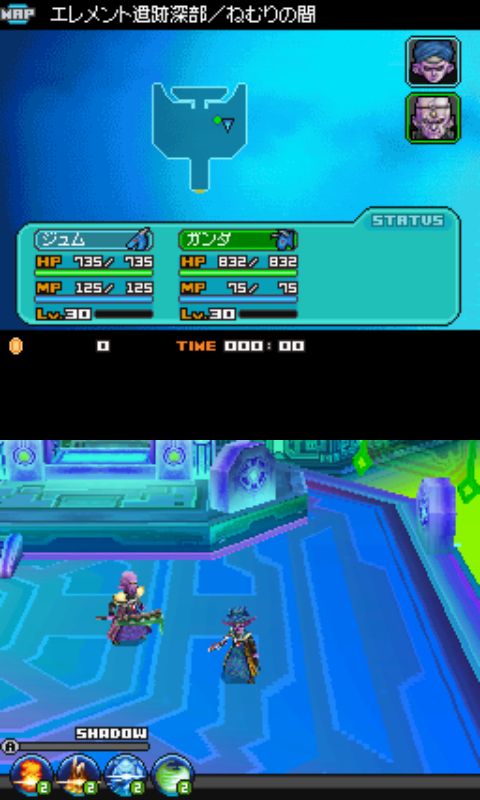 MAP エレメント遺跡深部／ねむりの間
STATUS
ジュム ガンダ
HP 735/ 735 HP 832/ 832
MP 125/ 125 MP 75/ 75
Lv.30 Lv.30
0 TIME 000:00
SHADOW
A
2 2 2 2